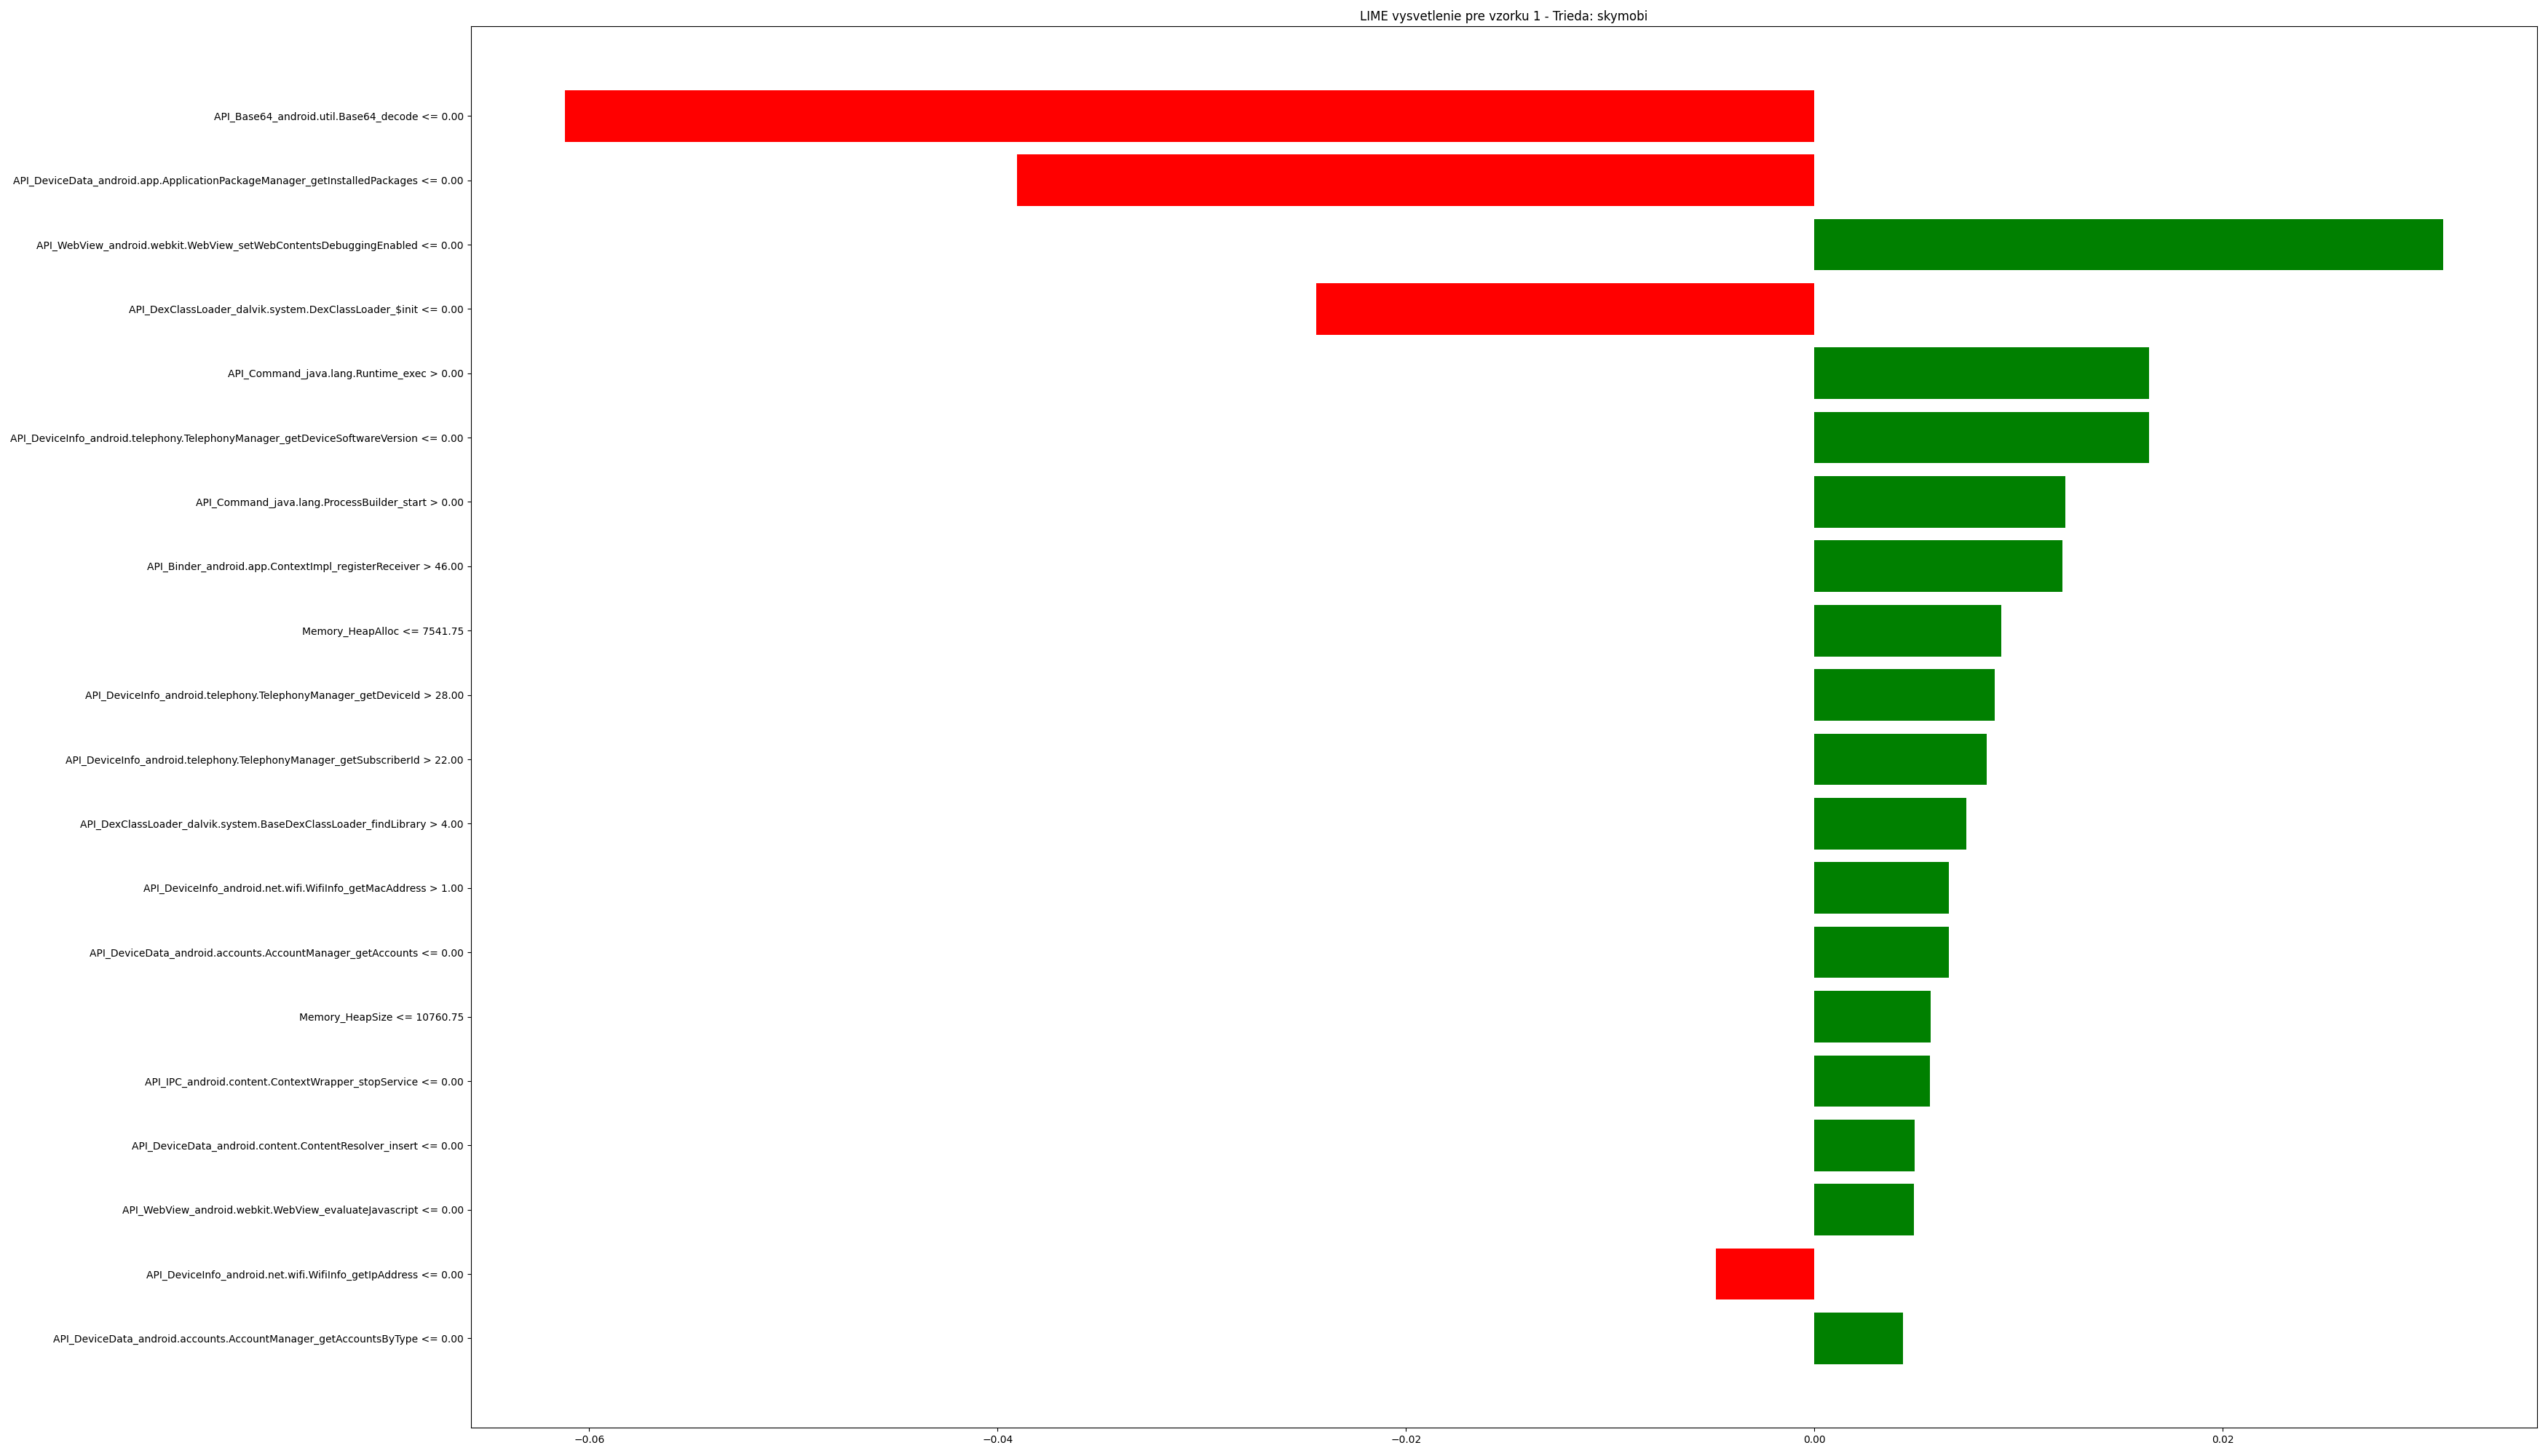 LIME vysvetlenie pre vzorku 1 - Trieda: skymobi
API_Base64_android.util.Base64_decode <= 0.00
API_DeviceData_android.app.ApplicationPackageManager_getInstalledPackages <= 0.00
API_WebView_android.webkit.WebView_setWebContentsDebuggingEnabled <= 0.00
API_DexClassLoader_dalvik.system.DexClassLoader_$init <= 0.00
API_Command_java.lang.Runtime_exec > 0.00
API_DeviceInfo_android.telephony.TelephonyManager_getDeviceSoftwareVersion <= 0.00
API_Command_java.lang.ProcessBuilder_start > 0.00
API_Binder_android.app.ContextImpl_registerReceiver > 46.00
Memory_HeapAlloc <= 7541.75
API_DeviceInfo_android.telephony.TelephonyManager_getDeviceId > 28.00
API_DeviceInfo_android.telephony.TelephonyManager_getSubscriberId > 22.00
API_DexClassLoader_dalvik.system.BaseDexClassLoader_findLibrary > 4.00
API_DeviceInfo_android.net.wifi.WifiInfo_getMacAddress > 1.00
API_DeviceData_android.accounts.AccountManager_getAccounts <= 0.00
Memory_HeapSize <= 10760.75
API_IPC_android.content.ContextWrapper_stopService <= 0.00
API_DeviceData_android.content.ContentResolver_insert <= 0.00
API_WebView_android.webkit.WebView_evaluateJavascript <= 0.00
API_DeviceInfo_android.net.wifi.WifiInfo_getIpAddress <= 0.00
API_DeviceData_android.accounts.AccountManager_getAccountsByType <= 0.00
−0.06 −0.04 −0.02 0.00 0.02